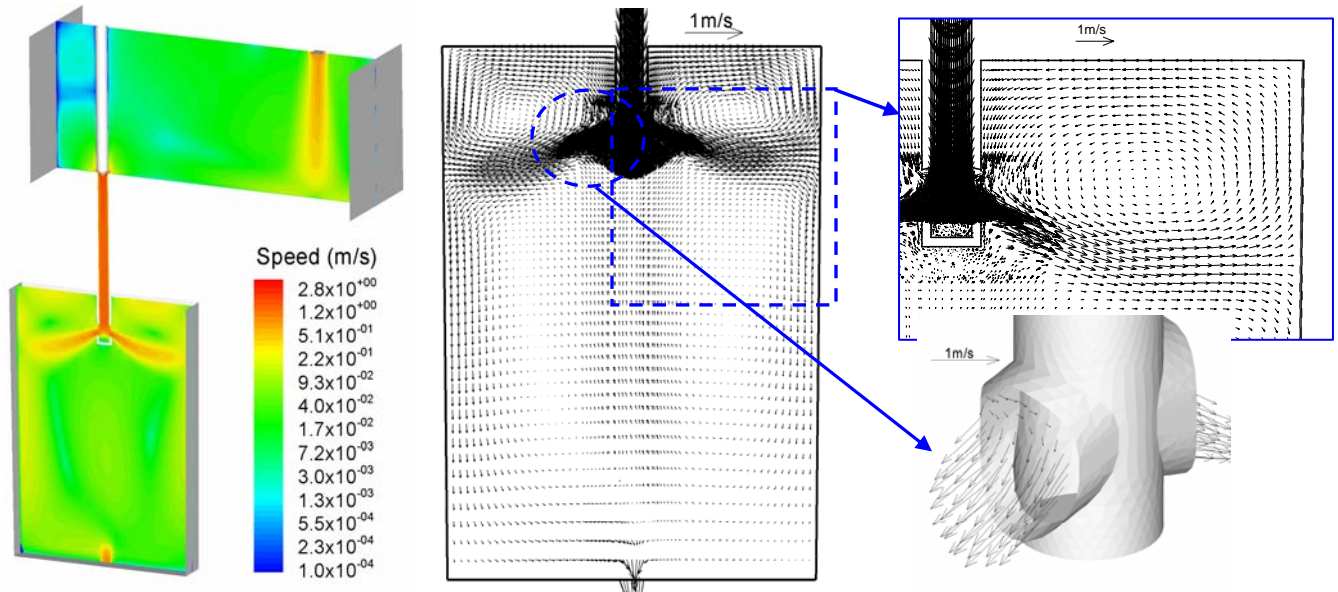 Speed (m/s)
2.8x10+00
1.2x10+00
5.1x10-01
2.2x10-01
9.3x10-02
4.0x10-02
1.7x10-02
7.2x10-03
3.0x10-03
1.3x10-03
5.5x10-04
2.3x10-04
1.0x10-04
1m/s
1m/s
1m/s